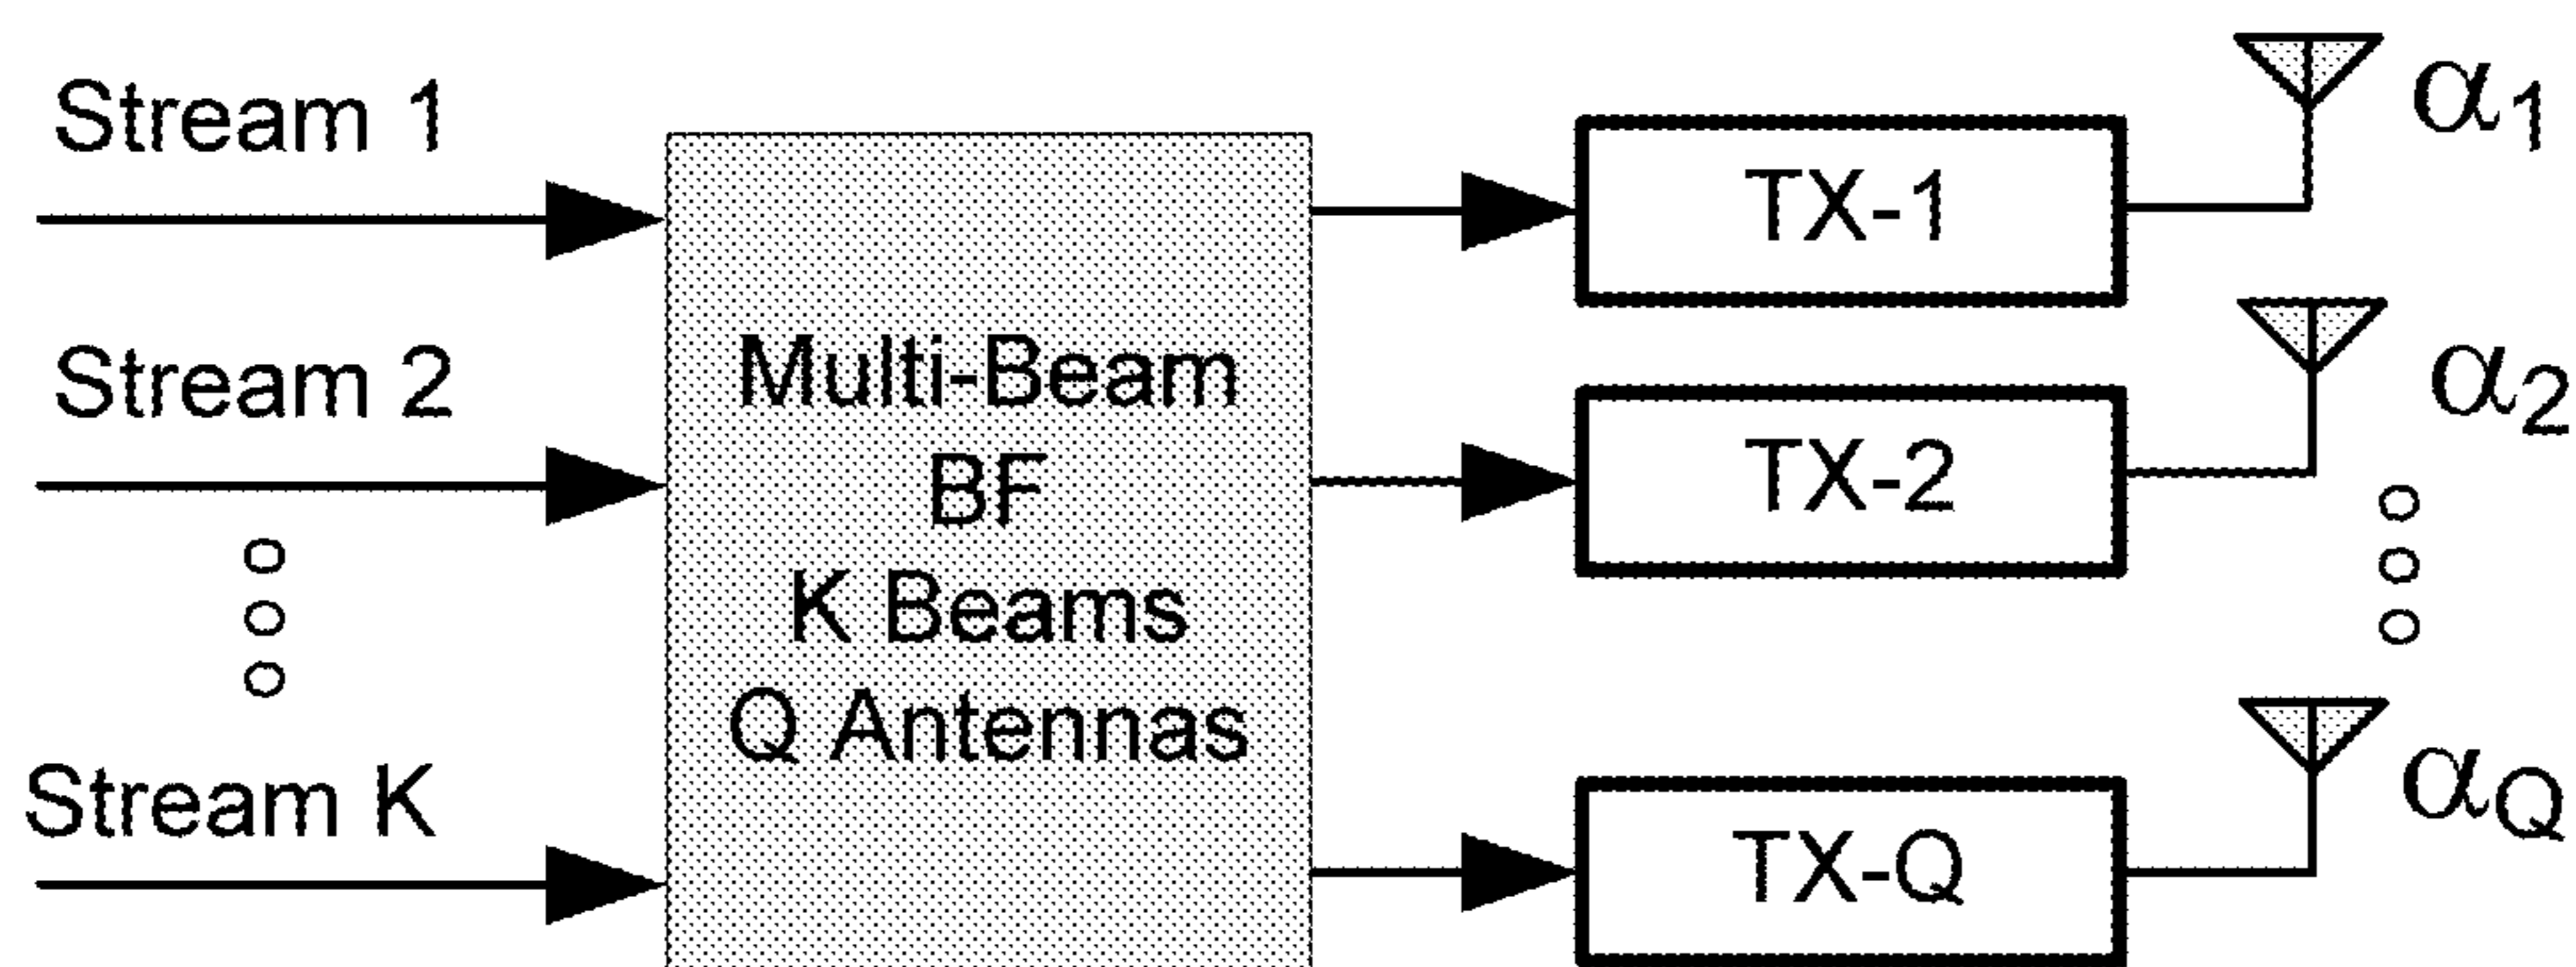 Stream 1
Stream 2
Stream K
Multi-Beam
BF
K Beams
Q Antennas
TX-1
TX-2
TX-Q
α1
α2
αQ